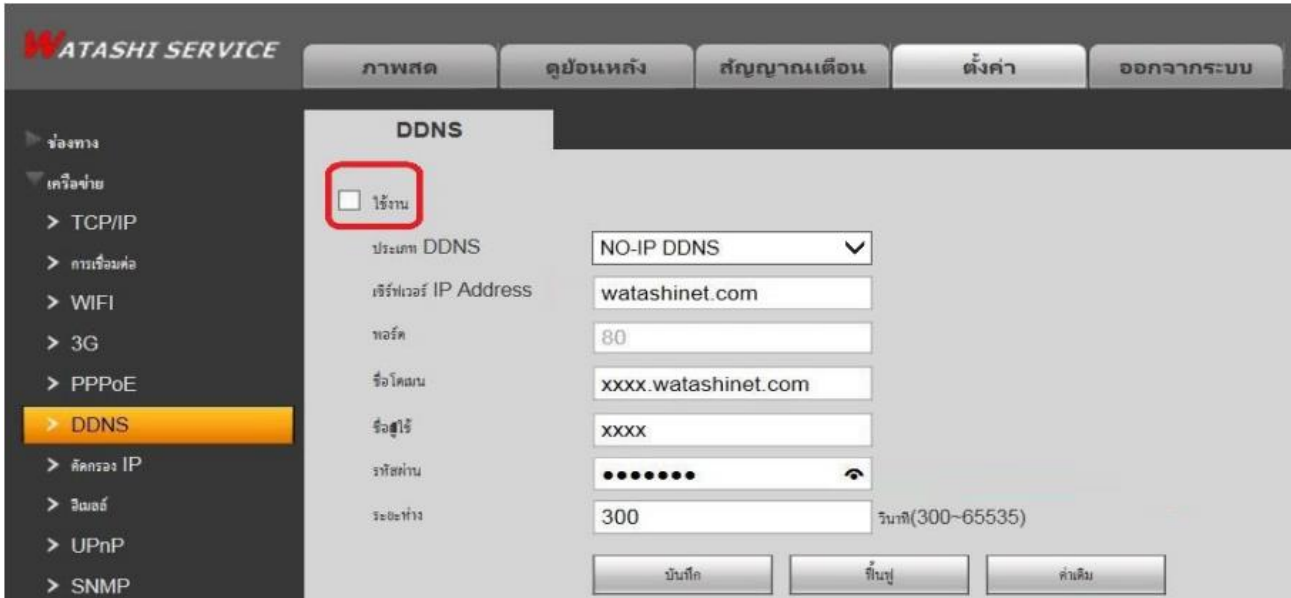 WATASHI SERVICE
ภาพสด
ดูย้อนหลัง
สัญญาณเตือน
ตั้งค่า
ออกจากระบบ
ช่องทาง
เครือข่าย
> TCP/IP
> การเชื่อมต่อ
> WIFI
> 3G
> PPPoE
> DDNS
> คัดกรอง IP
> อีเมลล์
> UPnP
> SNMP
DDNS
ใช้งาน
ประเภท DDNS
NO-IP DDNS
เซิร์ฟเวอร์ IP Address
watashinet.com
พอร์ต
80
ชื่อโดเมน
xxxx.watashinet.com
ชื่อผู้ใช้
xxxx
รหัสผ่าน
●●●●●●●
ระยะห่าง
300
วินาที(300~65535)
บันทึก
ฟื้นฟู
ค่าเดิม